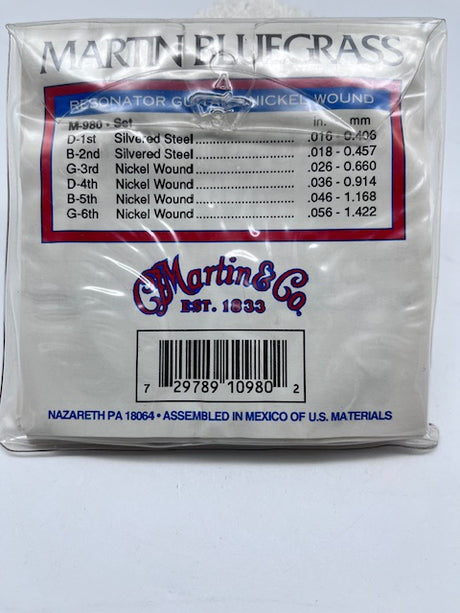 MARTIN BLUEGRASS
RESONATOR NICKEL WOUND
M-980 • Set in. mm
D-1st Silvered Steel .016 - 0.406
B-2nd Silvered Steel .018 - 0.457
G-3rd Nickel Wound .026 - 0.660
D-4th Nickel Wound .036 - 0.914
B-5th Nickel Wound .046 - 1.168
G-6th Nickel Wound .056 - 1.422
C.F. Martin & Co.
EST. 1833
7 29789 10980 2
NAZARETH PA 18064 • ASSEMBLED IN MEXICO OF U.S. MATERIALS